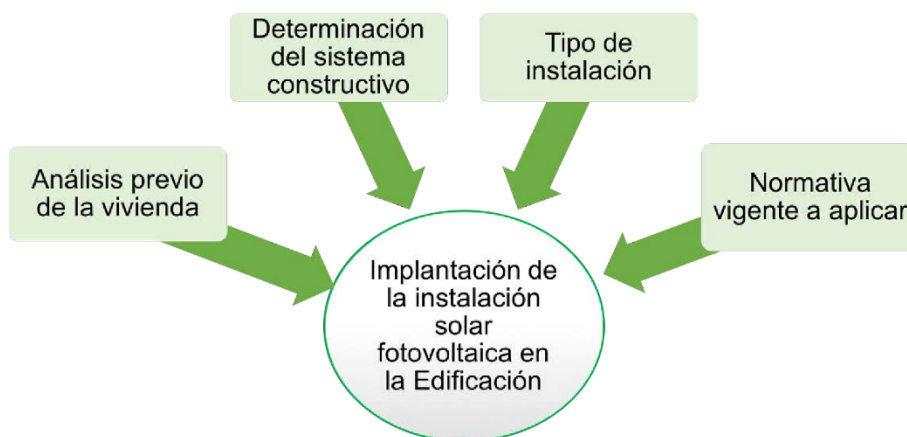 Determinación
del sistema
constructivo
Tipo de
instalación
Análisis previo
de la vivienda
Normativa
vigente a aplicar
Implantación de
la instalación
solar
fotovoltaica en
la Edificación